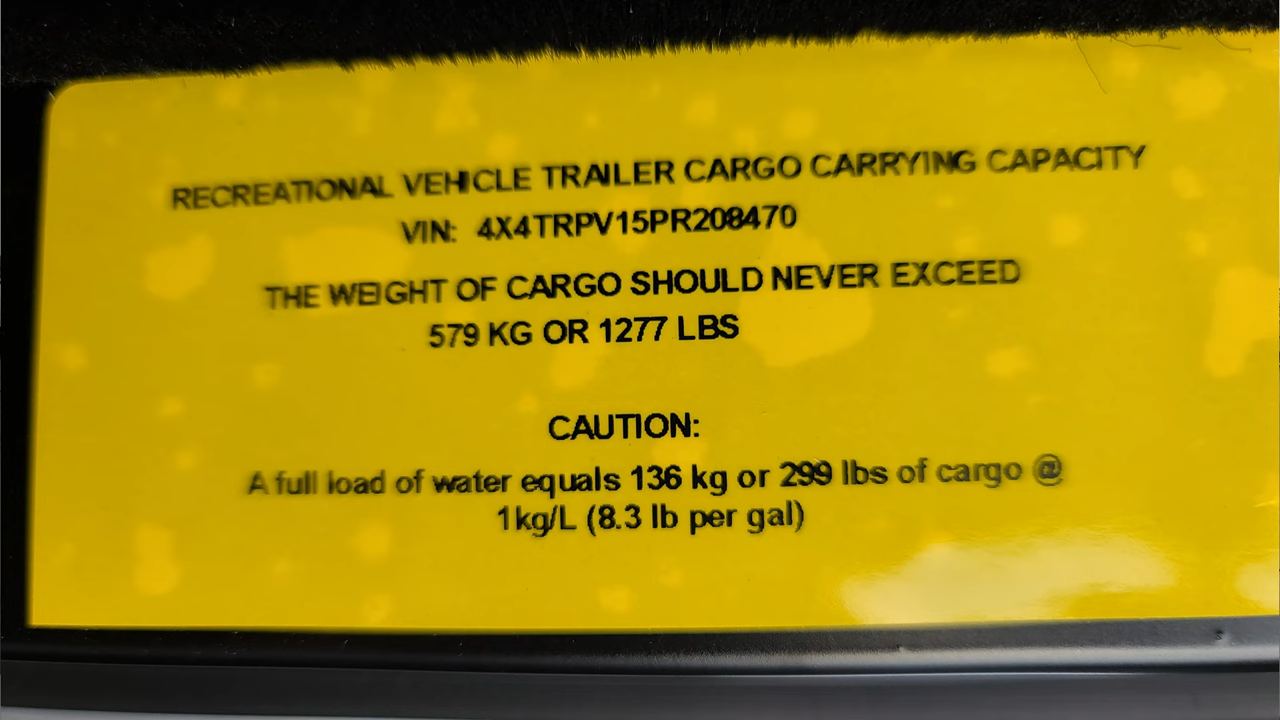 RECREATIONAL VEHICLE TRAILER CARGO CARRYING CAPACITY
VIN: 4X4TRPV15PR208470
THE WEIGHT OF CARGO SHOULD NEVER EXCEED
579 KG OR 1277 LBS
CAUTION:
A full load of water equals 136 kg or 299 lbs of cargo @
1kg/L (8.3 lb per gal)